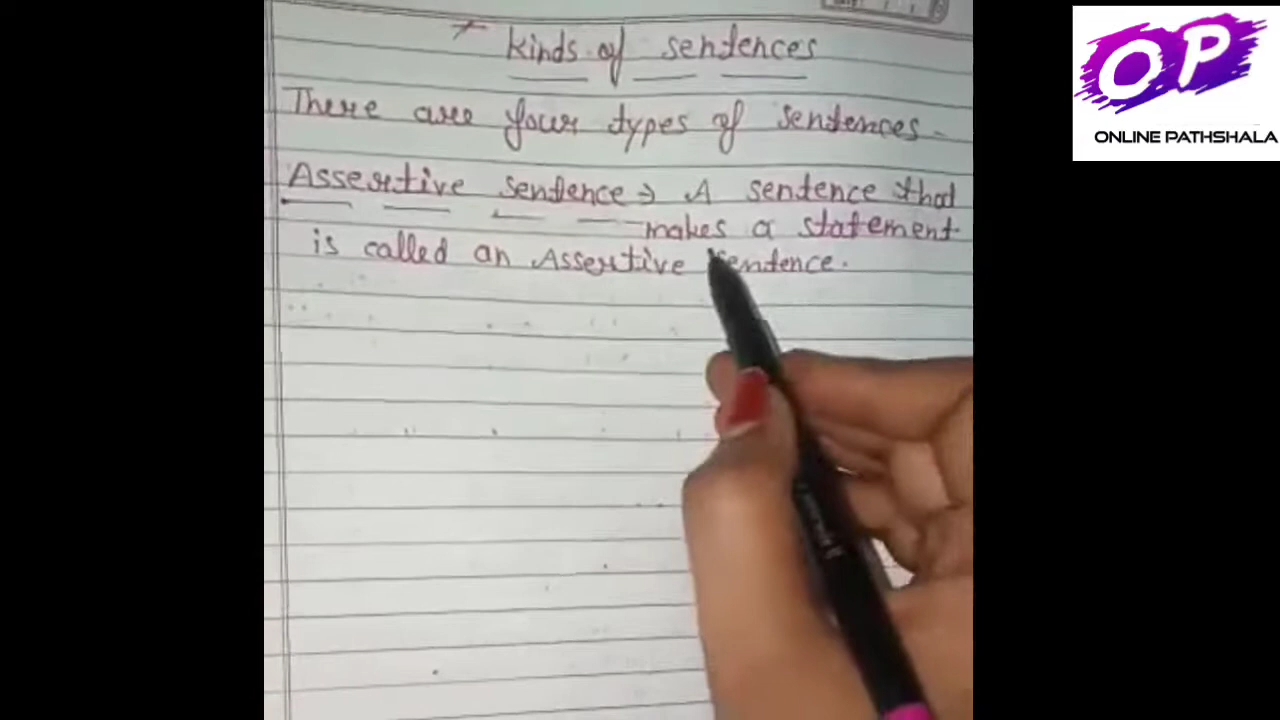 Kinds of sentences
There are four types of sentences -
Assertive sentence → A sentence that
makes a statement
is called an Assertive sentence.
OP
ONLINE PATHSHALA